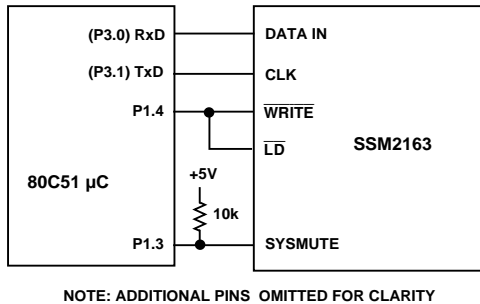 (P3.0) RxD
DATA IN
(P3.1) TxD
CLK
P1.4
WRITE
LD
SSM2163
80C51 µC
+5V
10k
P1.3
SYSMUTE
NOTE: ADDITIONAL PINS OMITTED FOR CLARITY